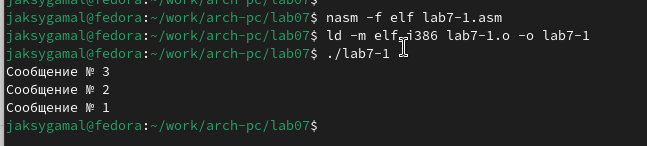 jaksygamal@fedora:~/work/arch-pc/lab07$ nasm -f elf lab7-1.asm
jaksygamal@fedora:~/work/arch-pc/lab07$ ld -m elf_i386 lab7-1.o -o lab7-1
jaksygamal@fedora:~/work/arch-pc/lab07$ ./lab7-1
Сообщение № 3
Сообщение № 2
Сообщение № 1
jaksygamal@fedora:~/work/arch-pc/lab07$